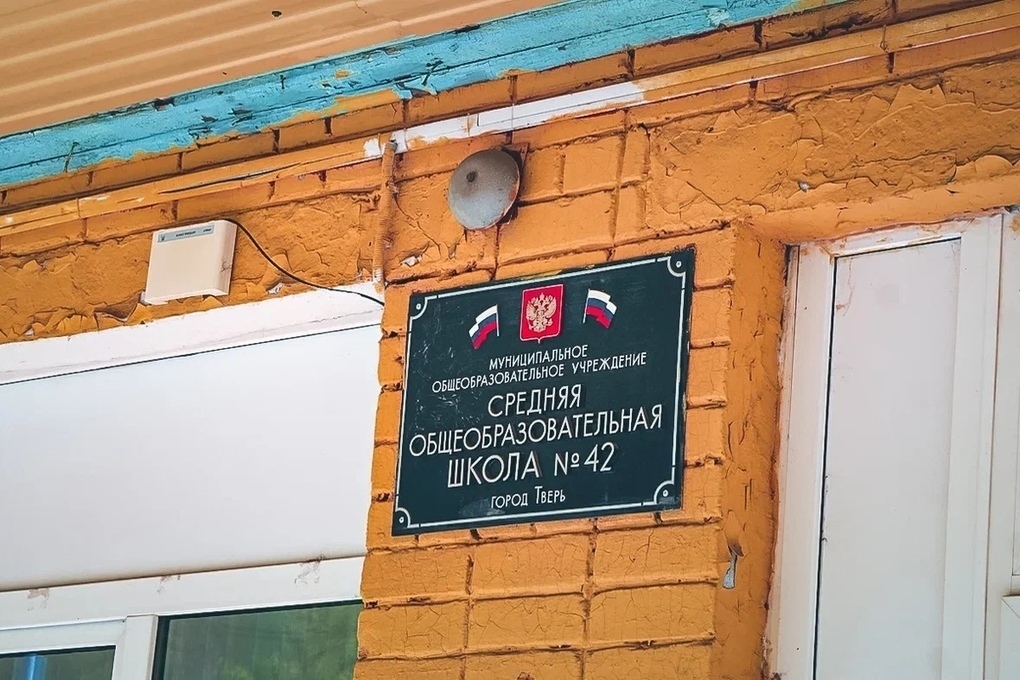 МУНИЦИПАЛЬНОЕ
ОБЩЕОБРАЗОВАТЕЛЬНОЕ УЧРЕЖДЕНИЕ
СРЕДНЯЯ
ОБЩЕОБРАЗОВАТЕЛЬНАЯ
ШКОЛА №42
ГОРОД ТВЕРЬ